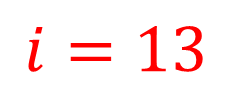 i = 13